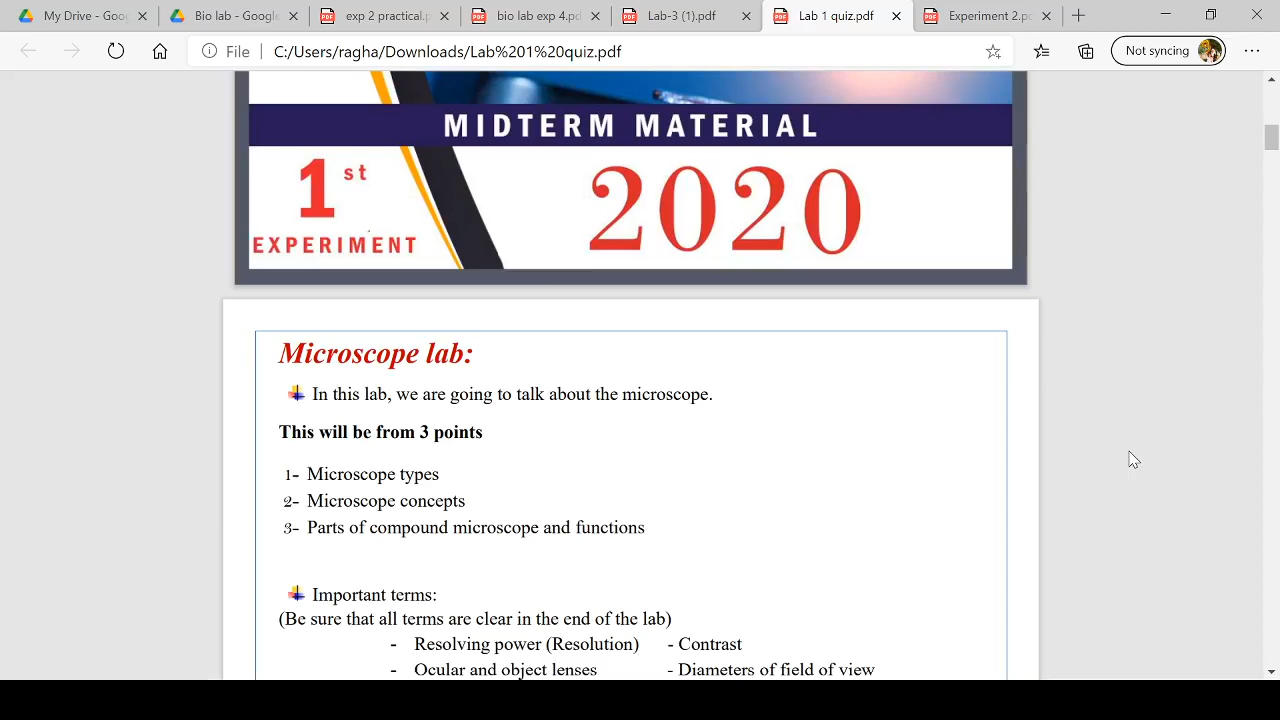 My Drive - Goog
Bio lab - Google
exp 2 practical.p
bio lab exp 4.pd
Lab-3 (1).pdf
Lab 1 quiz.pdf
Experiment 2.pc
File
C:/Users/ragha/Downloads/Lab%201%20quiz.pdf
Not syncing
MIDTERM MATERIAL
1st
EXPERIMENT
2020
Microscope lab:
In this lab, we are going to talk about the microscope.
This will be from 3 points
1- Microscope types
2- Microscope concepts
3- Parts of compound microscope and functions
Important terms:
(Be sure that all terms are clear in the end of the lab)
- Resolving power (Resolution) - Contrast
- Ocular and object lenses - Diameters of field of view